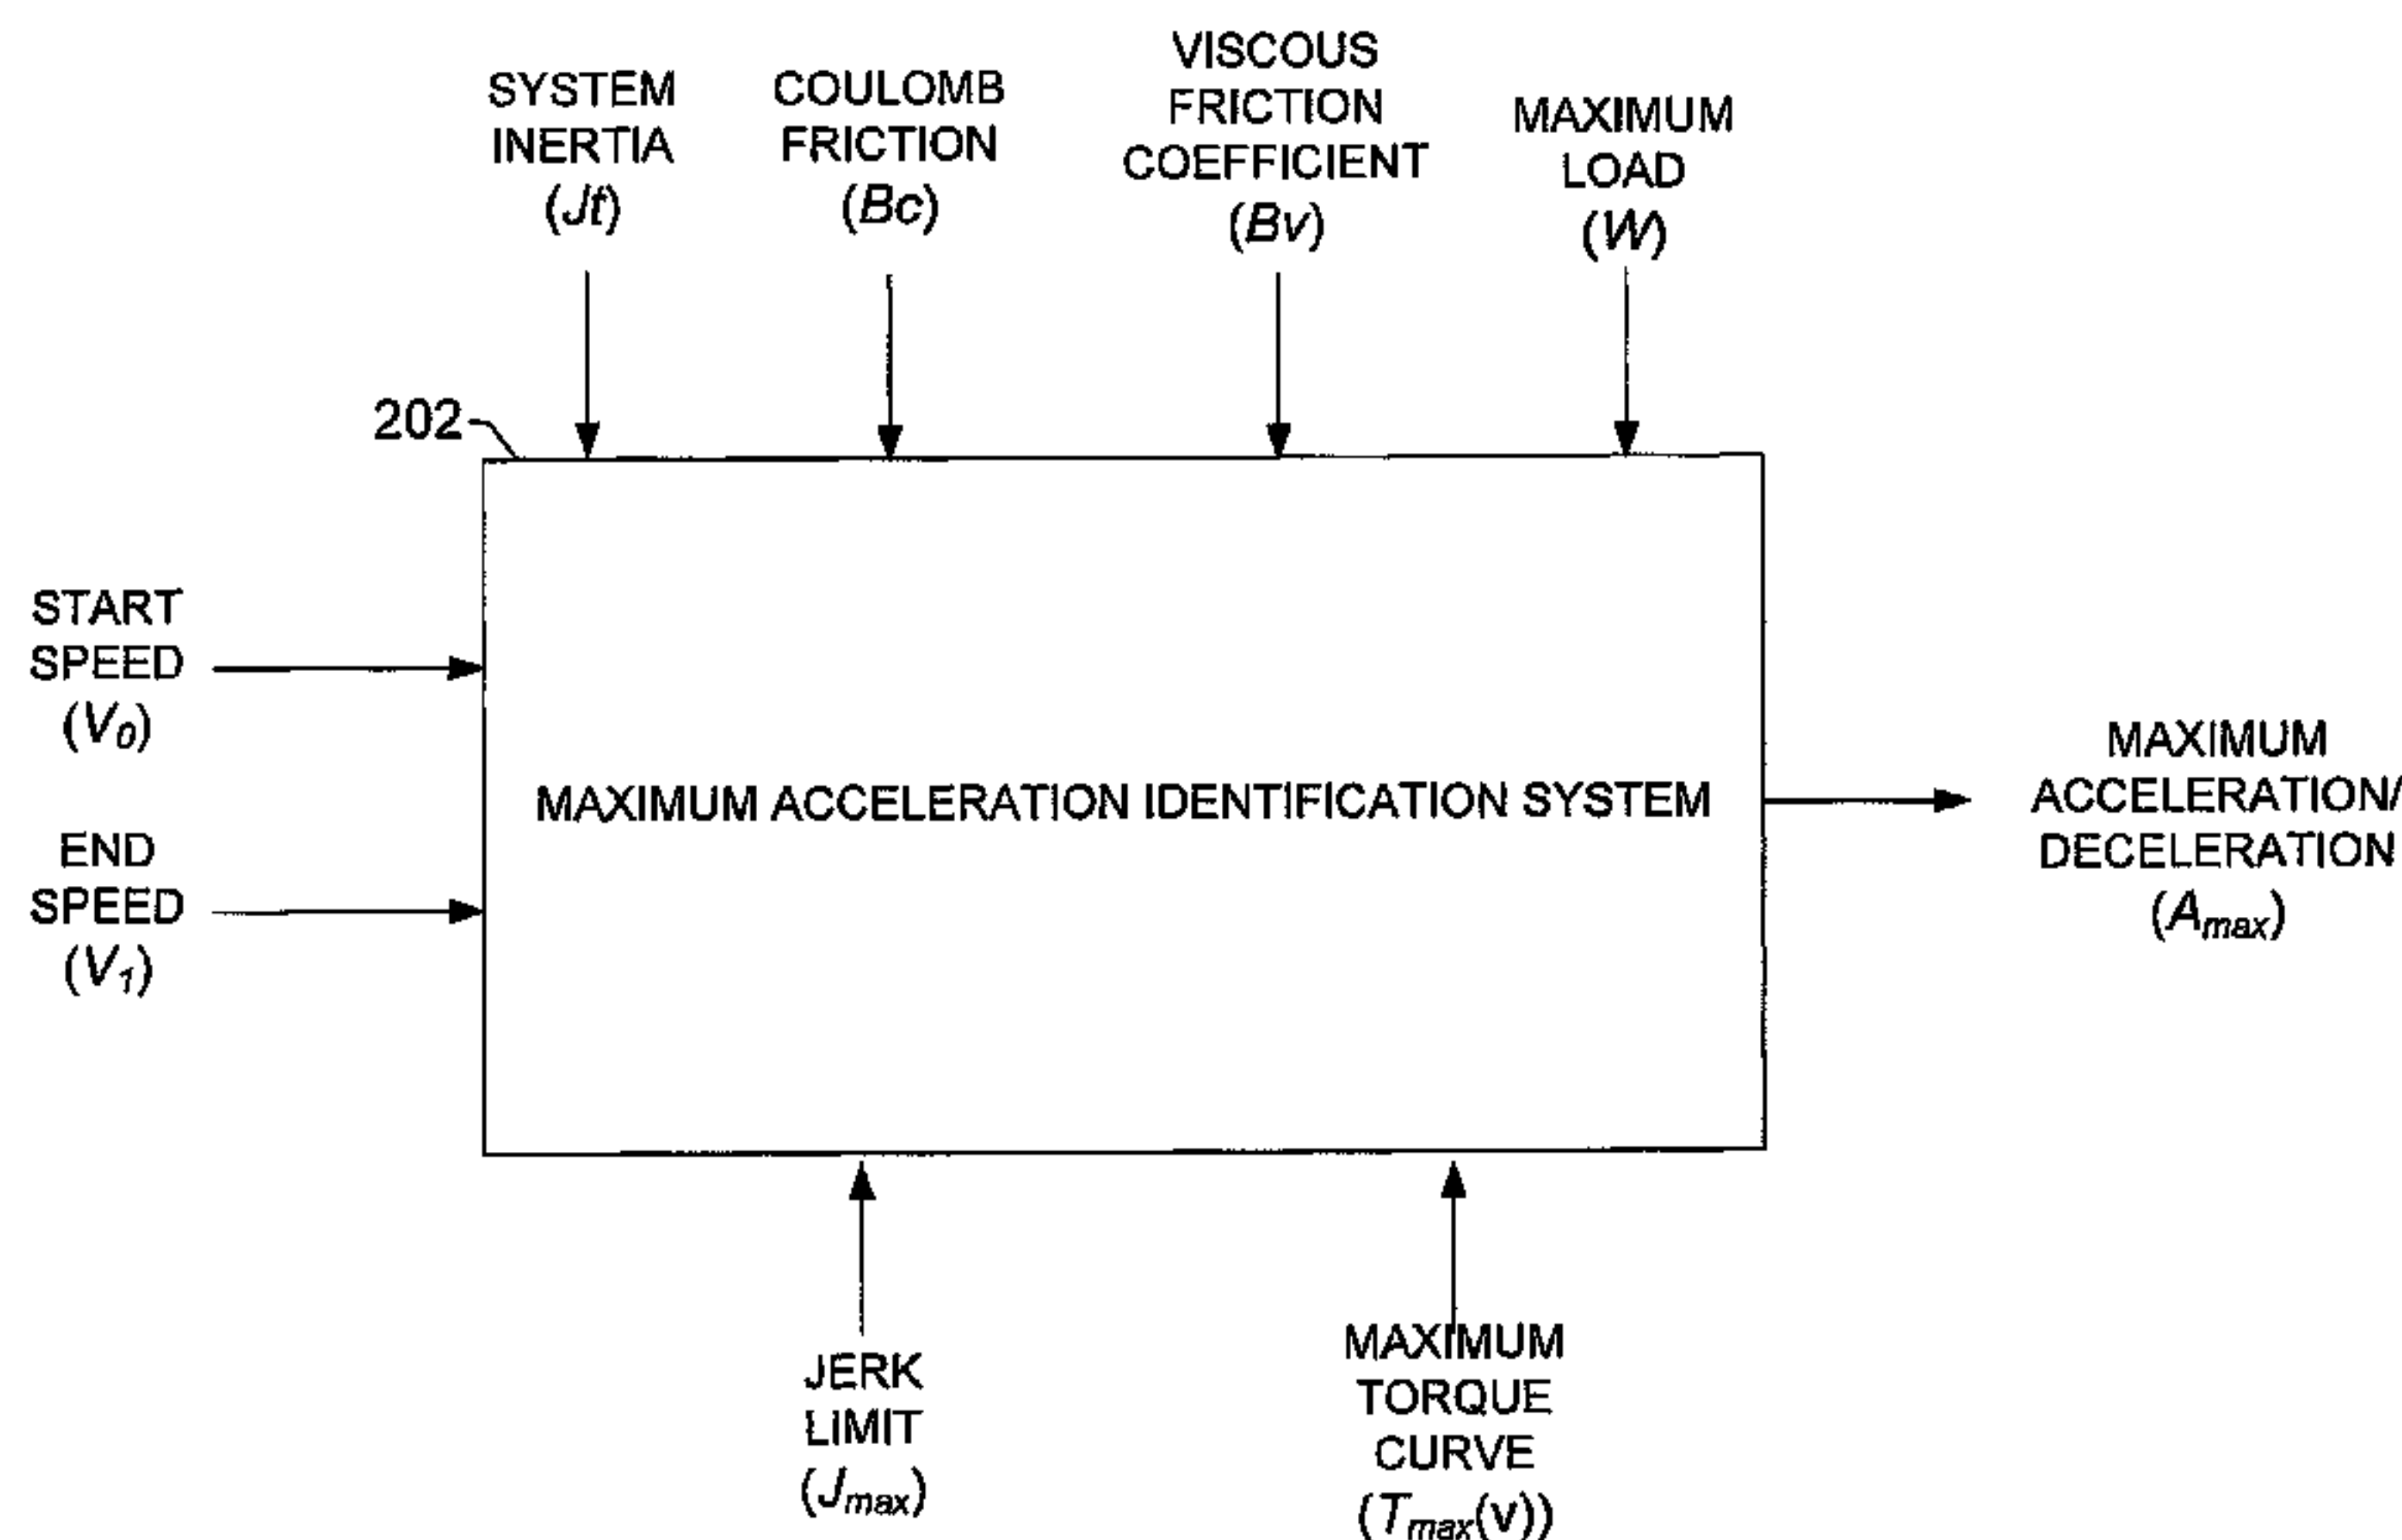 SYSTEM
INERTIA
(Jt)
COULOMB
FRICTION
(Bc)
VISCOUS
FRICTION
COEFFICIENT
(Bv)
MAXIMUM
LOAD
(W)
202
START
SPEED
(V0)
END
SPEED
(V1)
MAXIMUM ACCELERATION IDENTIFICATION SYSTEM
MAXIMUM
ACCELERATION/
DECELERATION
(Amax)
JERK
LIMIT
(Jmax)
MAXIMUM
TORQUE
CURVE
(Tmax(v))